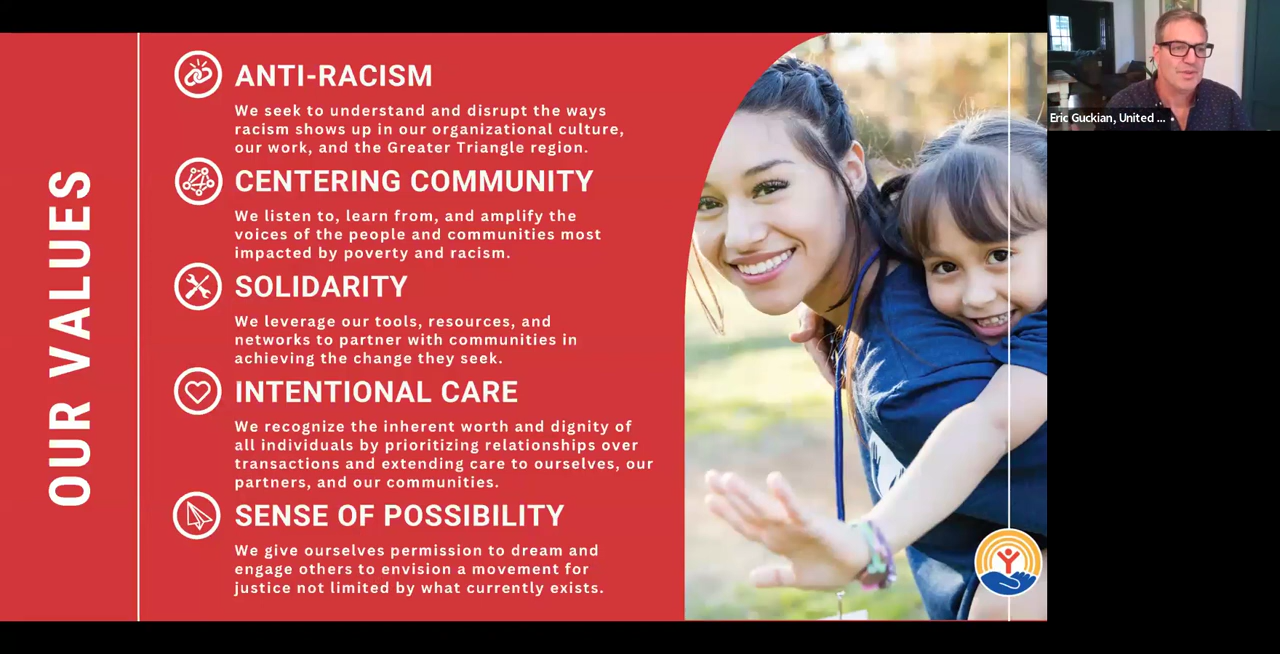 OUR VALUES
ANTI-RACISM
We seek to understand and disrupt the ways
racism shows up in our organizational culture,
our work, and the Greater Triangle region.
CENTERING COMMUNITY
We listen to, learn from, and amplify the
voices of the people and communities most
impacted by poverty and racism.
SOLIDARITY
We leverage our tools, resources, and
networks to partner with communities in
achieving the change they seek.
INTENTIONAL CARE
We recognize the inherent worth and dignity of
all individuals by prioritizing relationships over
transactions and extending care to ourselves, our
partners, and our communities.
SENSE OF POSSIBILITY
We give ourselves permission to dream and
engage others to envision a movement for
justice not limited by what currently exists.
Eric Guckian, United ...